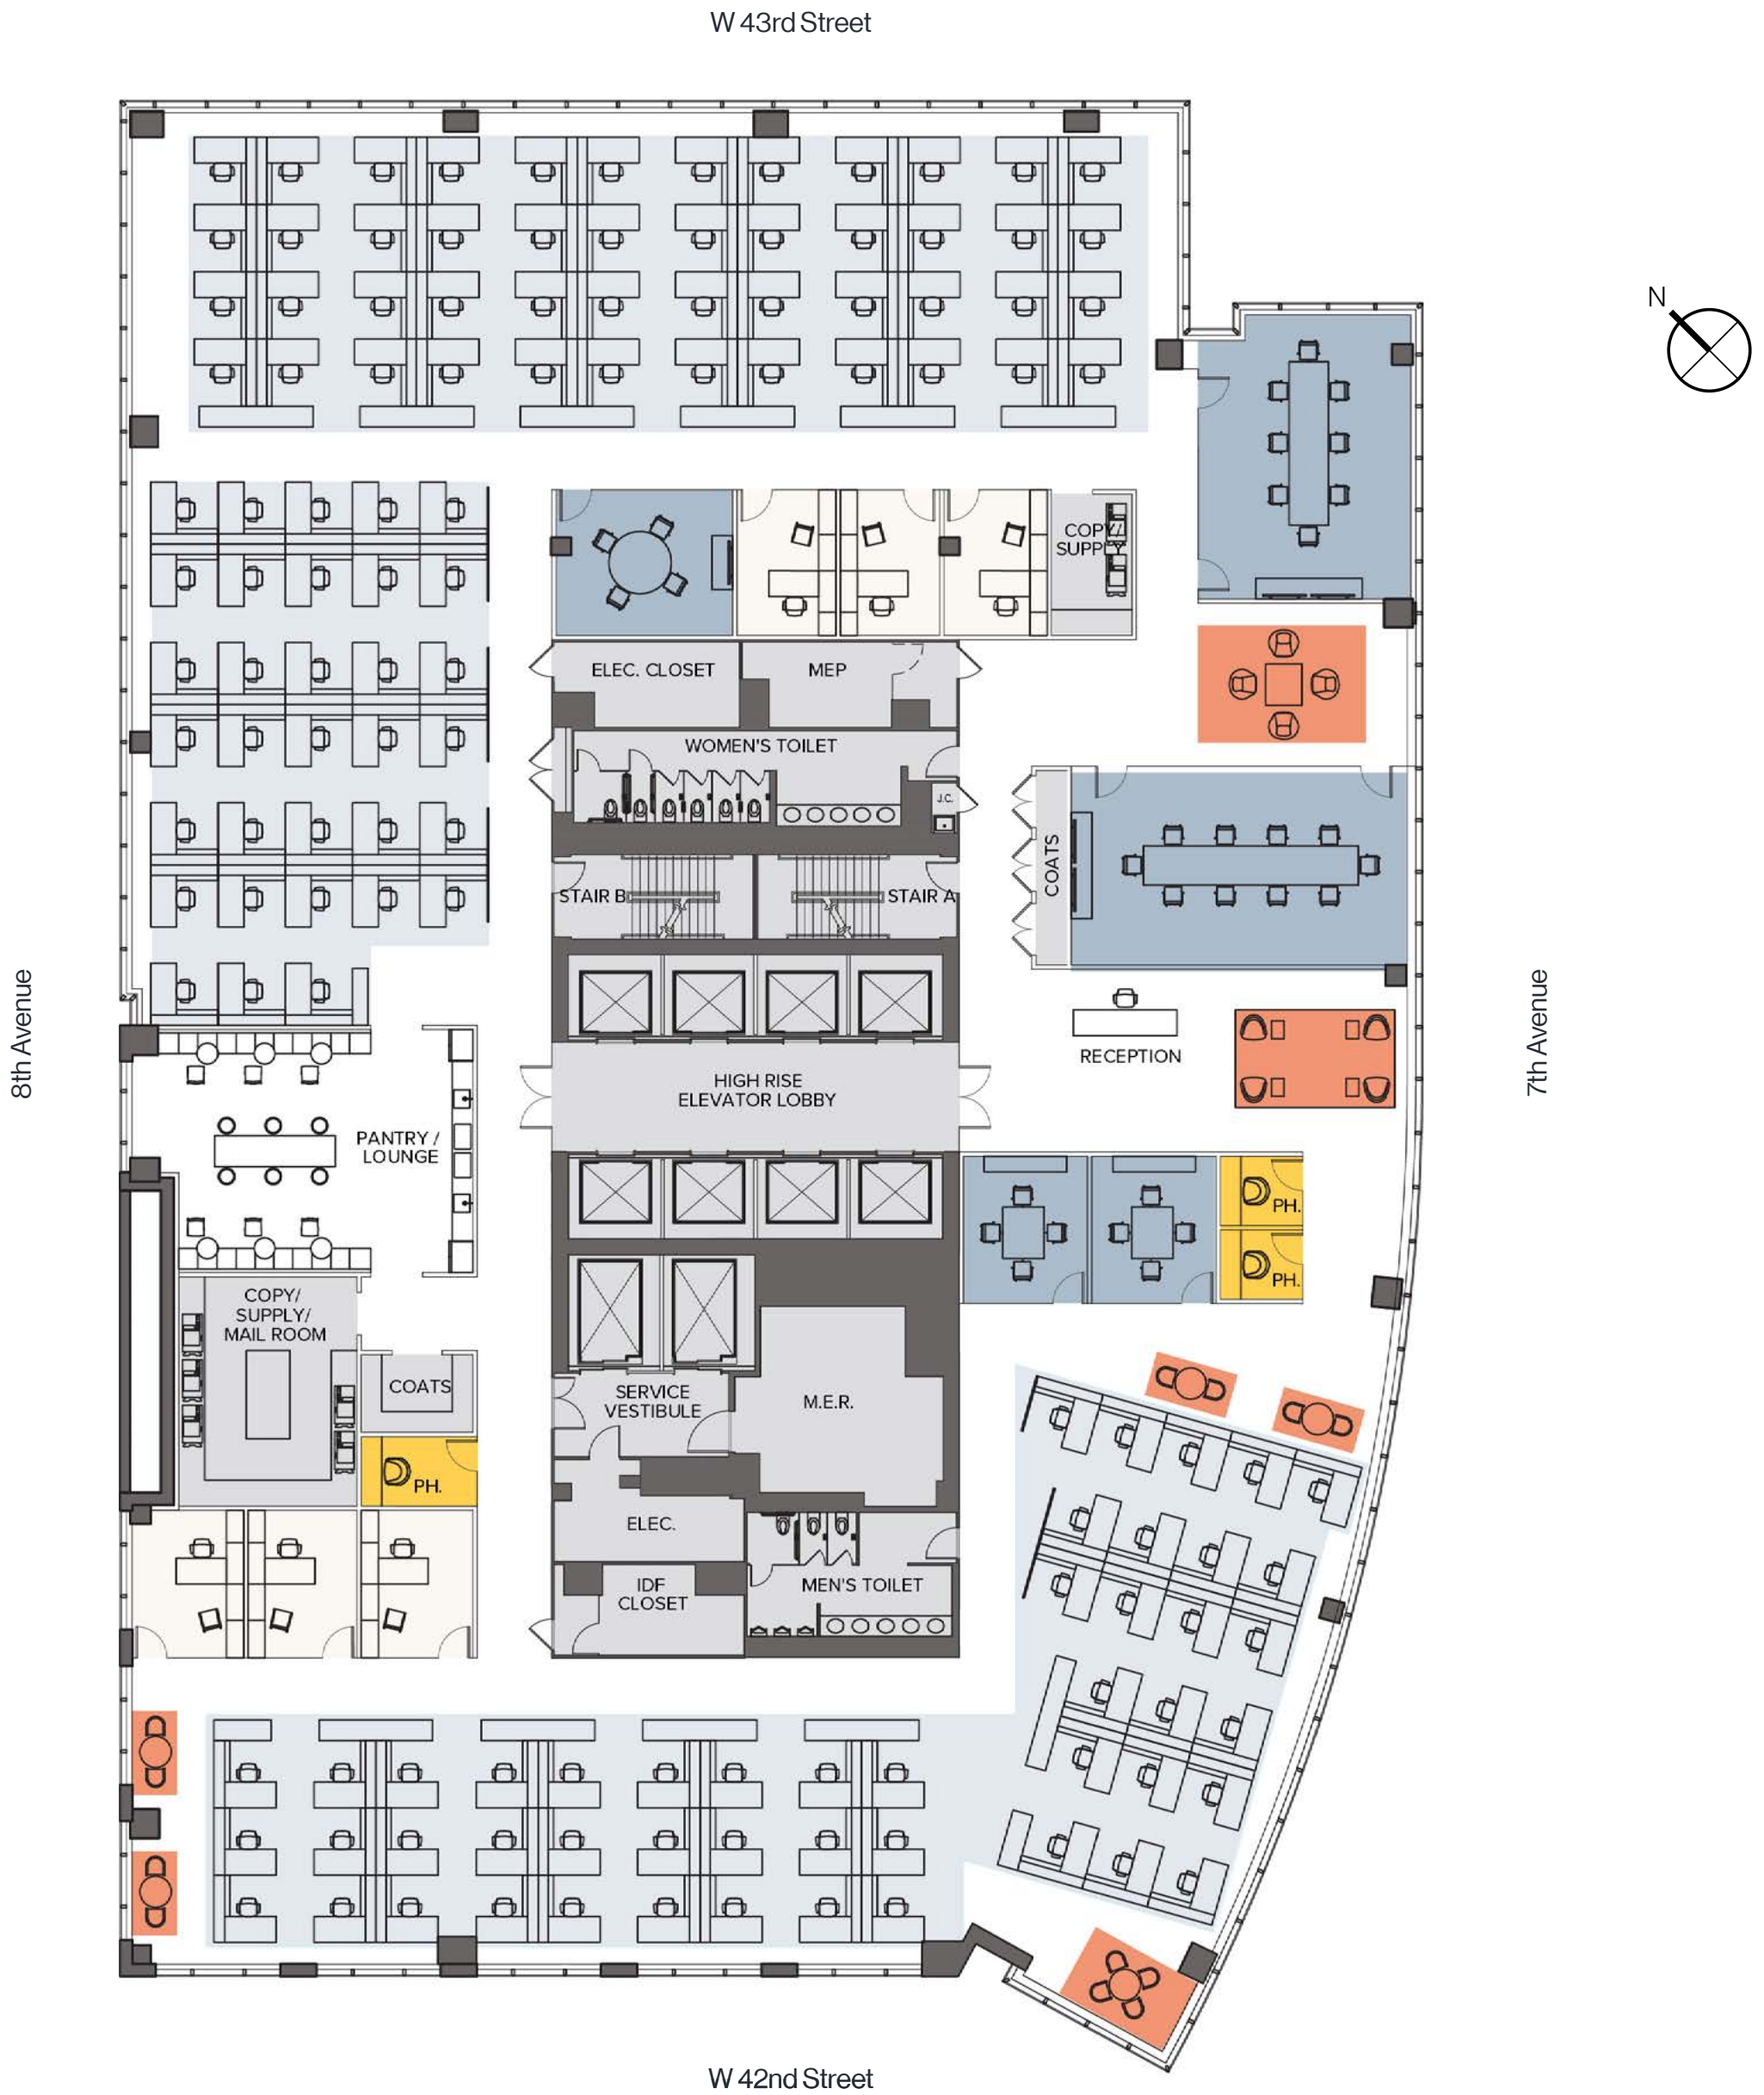 W 43rd Street
N
COPY/
SUPPLY
ELEC. CLOSET
MEP
WOMEN'S TOILET
J.C.
COATS
STAIR B
STAIR A
8th Avenue
7th Avenue
RECEPTION
HIGH RISE
ELEVATOR LOBBY
PANTRY /
LOUNGE
PH.
PH.
COPY/
SUPPLY/
MAIL ROOM
COATS
SERVICE
VESTIBULE
M.E.R.
PH.
ELEC.
IDF
CLOSET
MEN'S TOILET
W 42nd Street